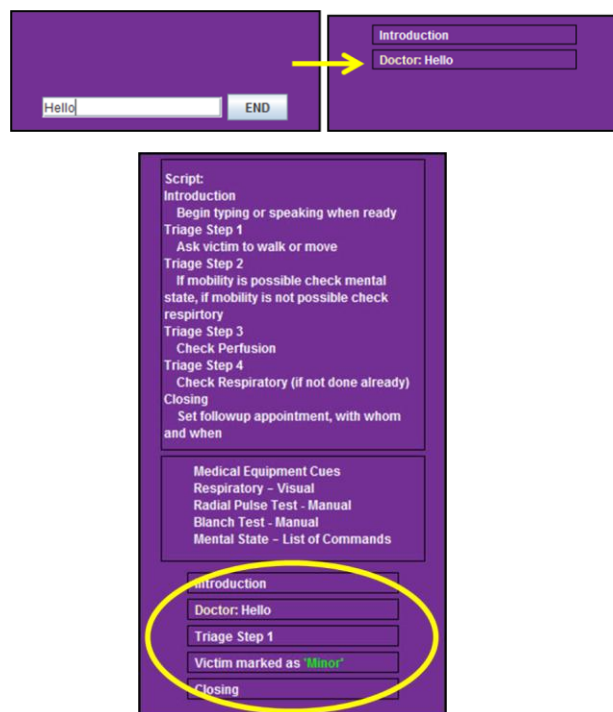 Hello
END
Introduction
Doctor: Hello
Script:
Introduction
Begin typing or speaking when ready
Triage Step 1
Ask victim to walk or move
Triage Step 2
If mobility is possible check mental
state, if mobility is not possible check
respirtory
Triage Step 3
Check Perfusion
Triage Step 4
Check Respiratory (if not done already)
Closing
Set followup appointment, with whom
and when
Medical Equipment Cues
Respiratory – Visual
Radial Pulse Test - Manual
Blanch Test - Manual
Mental State – List of Commands
Introduction
Doctor: Hello
Triage Step 1
Victim marked as 'Minor'
Closing